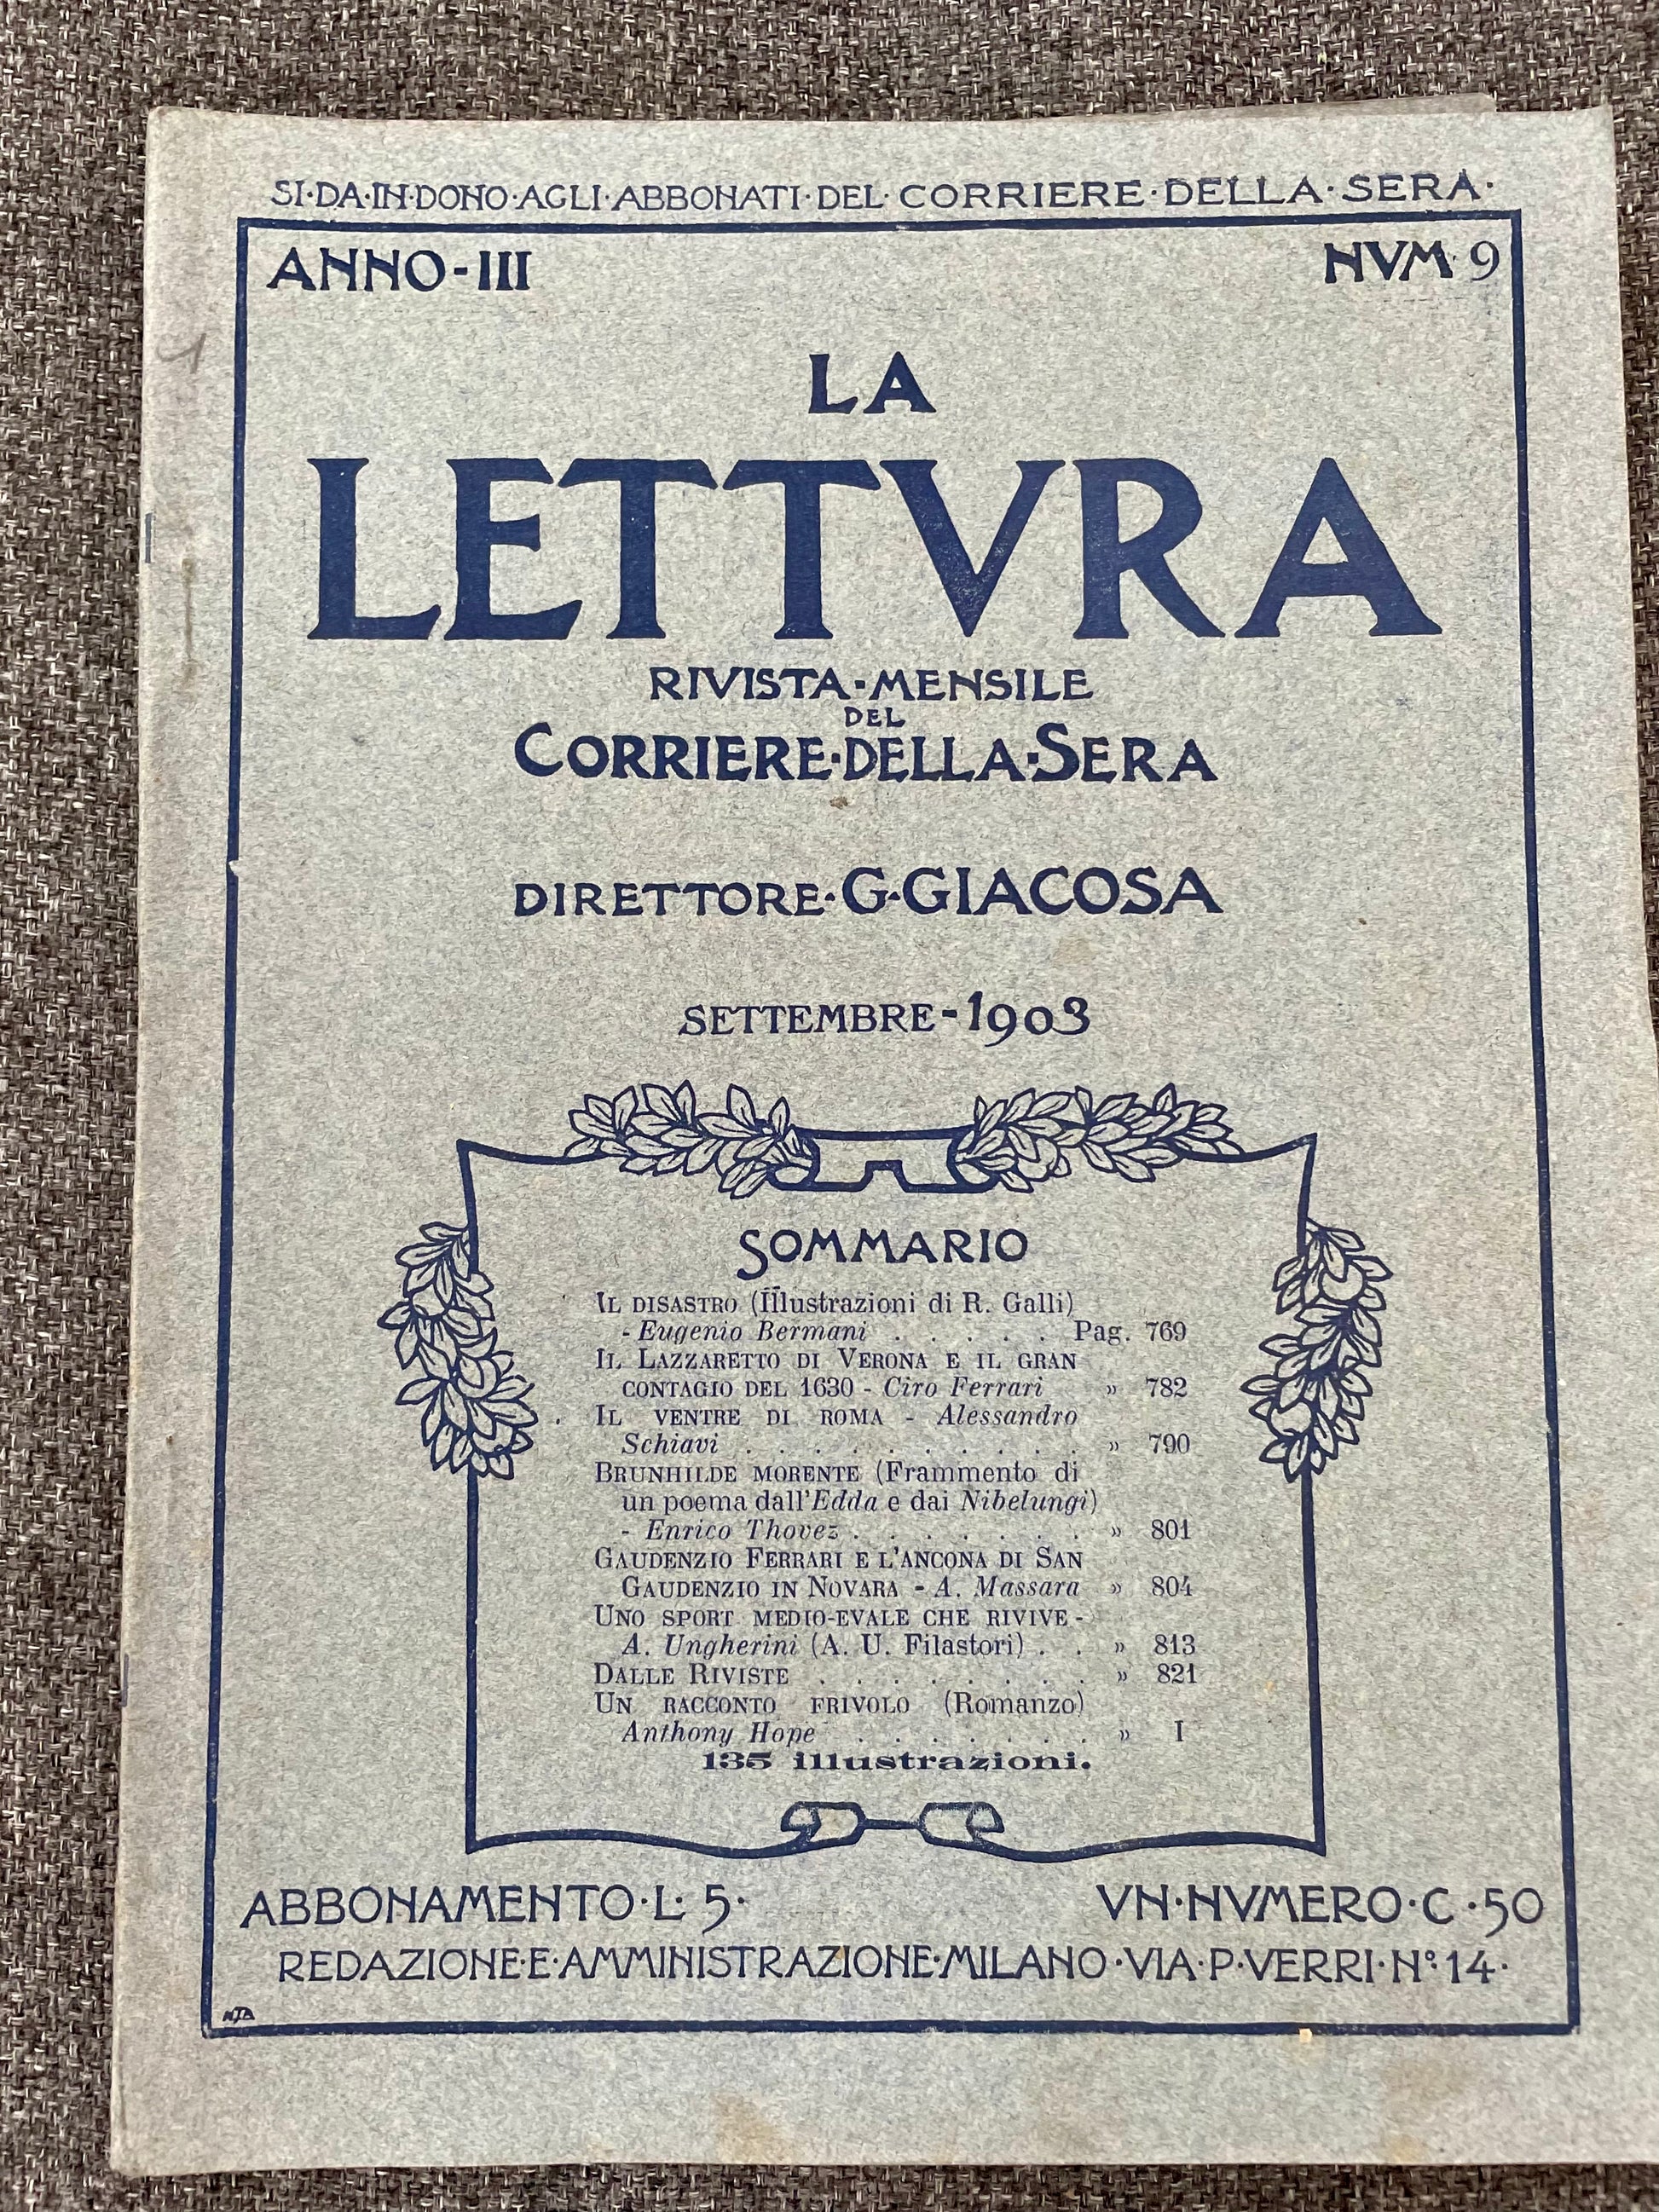 SI·DA·IN·DONO·AGLI·ABBONATI·DEL·CORRIERE·DELLA·SERA·
ANNO-III
NVM 9
LA
LETTVRA
RIVISTA-MENSILE
DEL
CORRIERE·DELLA·SERA
DIRETTORE·G·GIACOSA
SETTEMBRE-1903
SOMMARIO
IL DISASTRO (Illustrazioni di R. Galli)
- Eugenio Bermani . . . . . Pag. 769
IL LAZZARETTO DI VERONA E IL GRAN
CONTAGIO DEL 1630 - Ciro Ferrari » 782
IL VENTRE DI ROMA - Alessandro
Schiavi . . . . . . . . . . » 790
BRUNHILDE MORENTE (Frammento di
un poema dall'Edda e dai Nibelungi)
- Enrico Thovez . . . . . . . » 801
GAUDENZIO FERRARI E L'ANCONA DI SAN
GAUDENZIO IN NOVARA - A. Massara » 804
UNO SPORT MEDIO-EVALE CHE RIVIVE -
A. Ungherini (A. U. Filastori) . . » 813
DALLE RIVISTE . . . . . . . . » 821
UN RACCONTO FRIVOLO (Romanzo)
Anthony Hope . . . . . . . » I
135 illustrazioni.
ABBONAMENTO·L·5·
VN·NVMERO·C·50
REDAZIONE·E·AMMINISTRAZIONE·MILANO·VIA·P·VERRI·N°14·